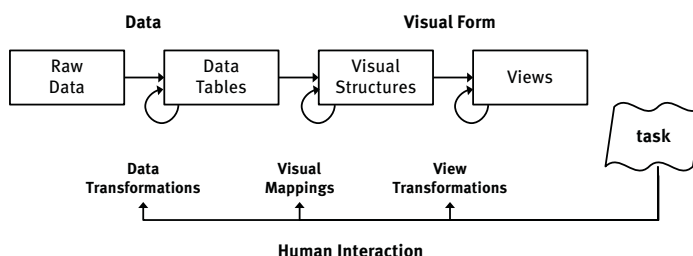 Data
Visual Form
Raw
Data
Data
Tables
Visual
Structures
Views
task
Data
Transformations
Visual
Mappings
View
Transformations
Human Interaction